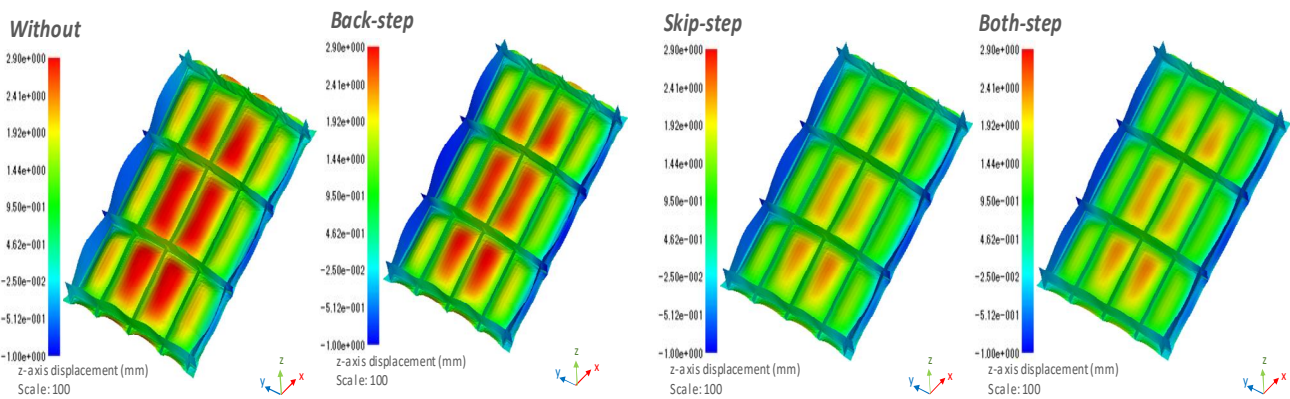 Without
2.90e+000
2.41e+000
1.92e+000
1.44e+000
9.50e-001
4.62e-001
-2.50e-002
-5.12e-001
-1.00e+000
z-axis displacement (mm)
Scale: 100
z
y
x
Back-step
2.90e+000
2.41e+000
1.92e+000
1.44e+000
9.50e-001
4.62e-001
-2.50e-002
-5.12e-001
-1.00e+000
z-axis displacement (mm)
Scale: 100
z
y
x
Skip-step
2.90e+000
2.41e+000
1.92e+000
1.44e+000
9.50e-001
4.62e-001
-2.50e-002
-5.12e-001
-1.00e+000
z-axis displacement (mm)
Scale: 100
z
y
x
Both-step
2.90e+000
2.41e+000
1.92e+000
1.44e+000
9.50e-001
4.62e-001
-2.50e-002
-5.12e-001
-1.00e+000
z-axis displacement (mm)
Scale: 100
z
y
x